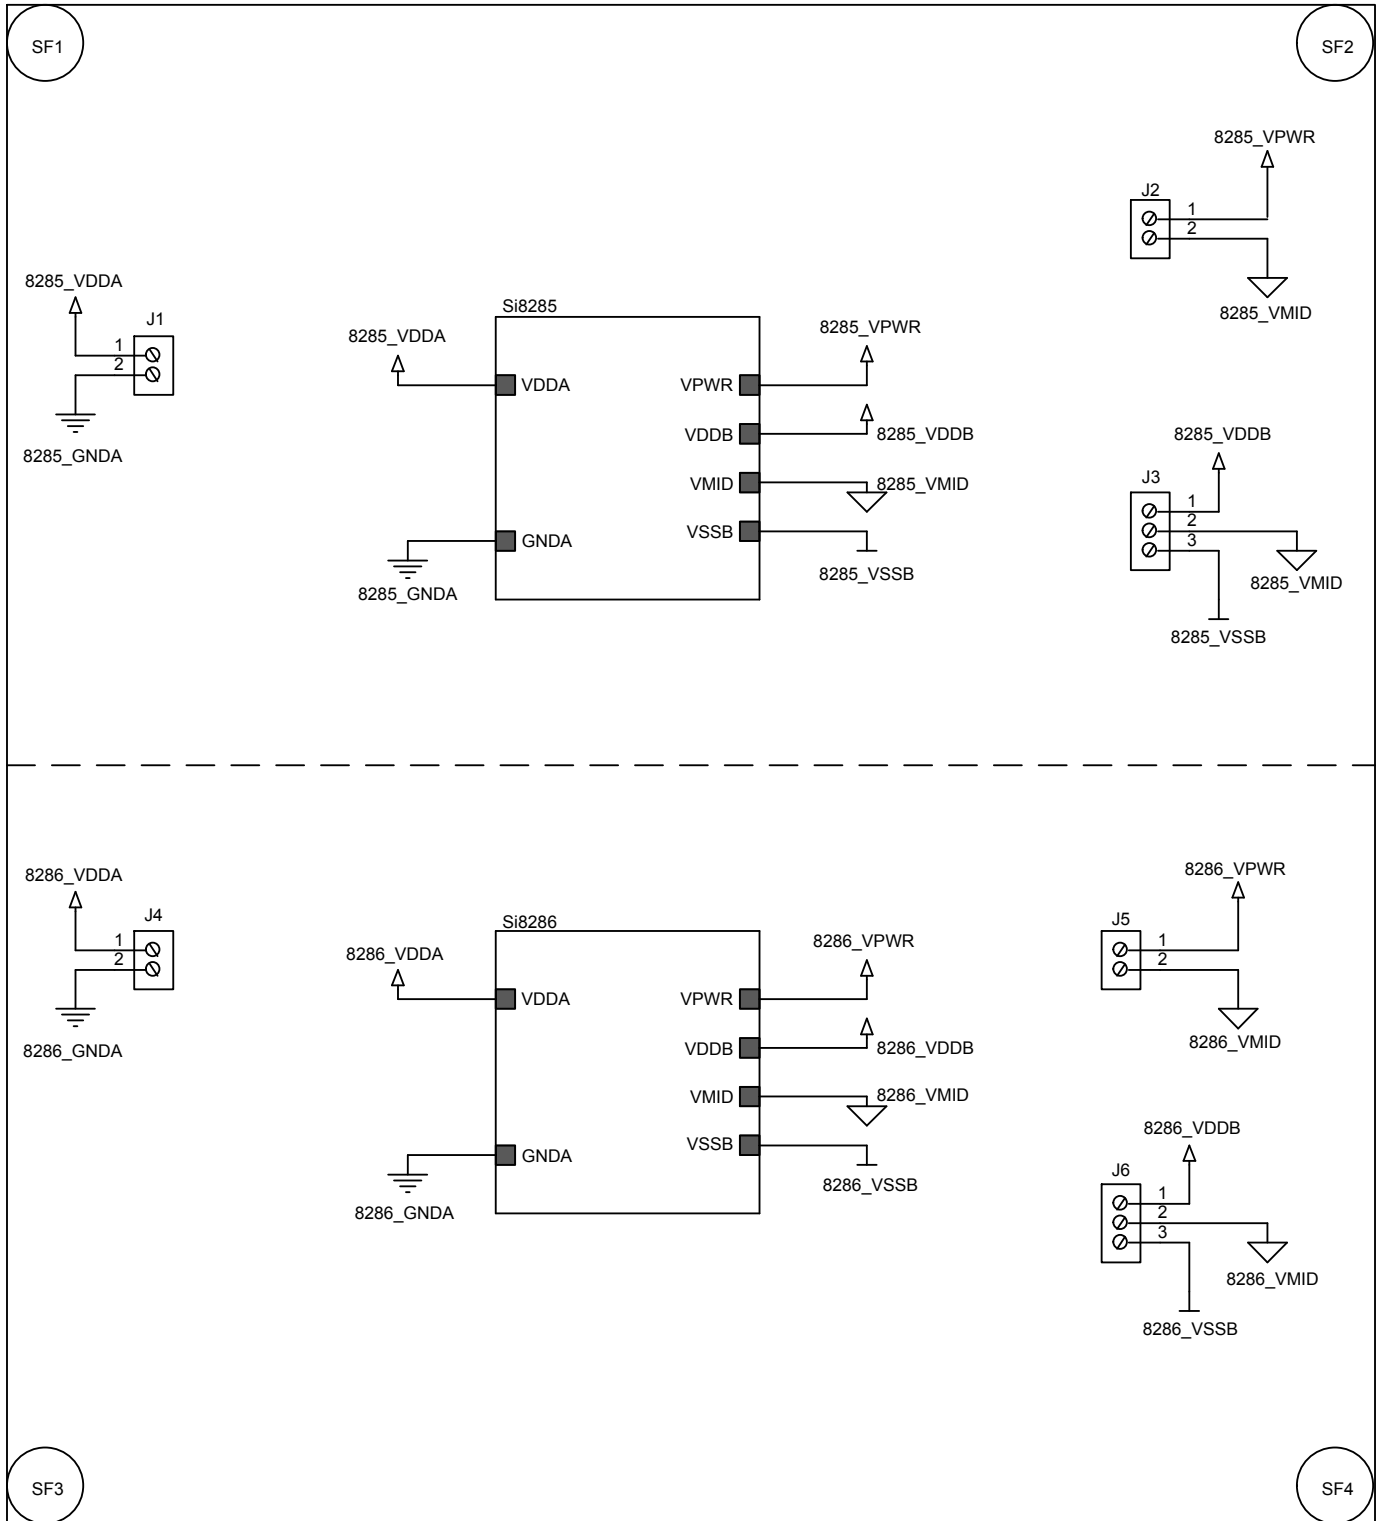 SF1
SF2
8285_VPWR
J2
1
2
8285_VMID
8285_VDDA
J1
1
2
8285_GNDA
Si8285
8285_VDDA
VDDA
GNDA
8285_GNDA
VPWR
VDDB
VMID
VSSB
8285_VPWR
8285_VDDB
8285_VMID
8285_VSSB
8285_VDDB
J3
1
2
3
8285_VMID
8285_VSSB
8286_VDDA
J4
1
2
8286_GNDA
Si8286
8286_VDDA
VDDA
GNDA
8286_GNDA
VPWR
VDDB
VMID
VSSB
8286_VPWR
8286_VDDB
8286_VMID
8286_VSSB
8286_VPWR
J5
1
2
8286_VMID
8286_VDDB
J6
1
2
3
8286_VMID
8286_VSSB
SF3
SF4